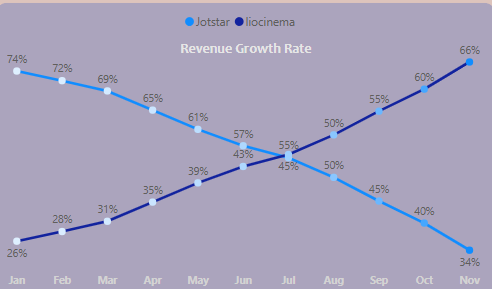 Jotstar liocinema
Revenue Growth Rate
74% 72% 69% 65% 61% 57% 55% 50% 55% 60% 66%
26% 28% 31% 35% 39% 43% 45% 50% 45% 40% 34%
Jan Feb Mar Apr May Jun Jul Aug Sep Oct Nov